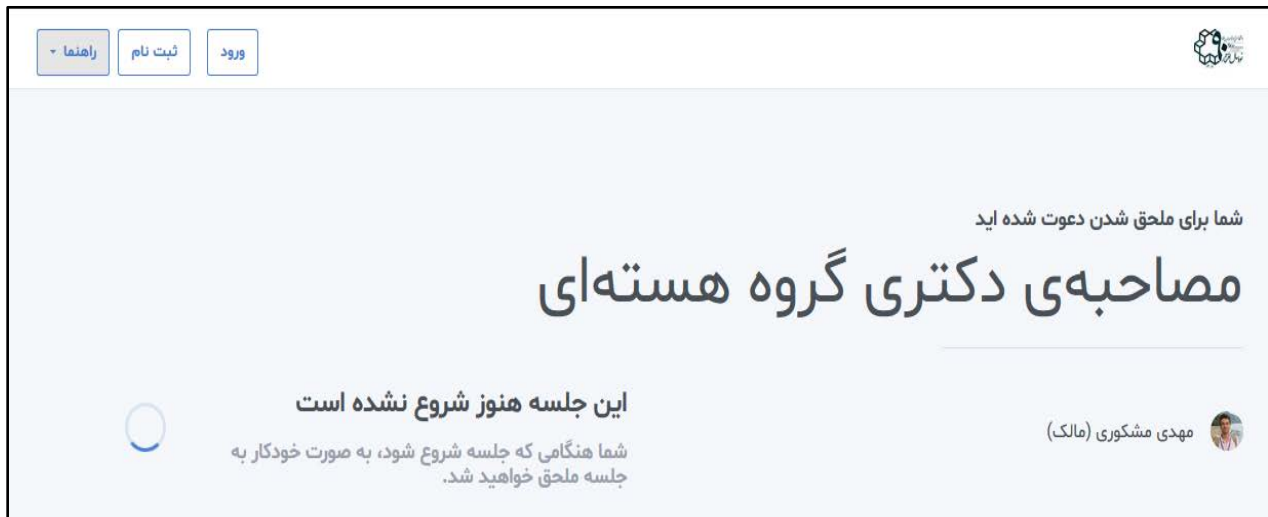 ورود
ثبت نام
راهنما
شما برای ملحق شدن دعوت شده اید
مصاحبه‌ی دکتری گروه هسته‌ای
مهدی مشکوری (مالک)
این جلسه هنوز شروع نشده است
شما هنگامی که جلسه شروع شود، به صورت خودکار به
جلسه ملحق خواهید شد.